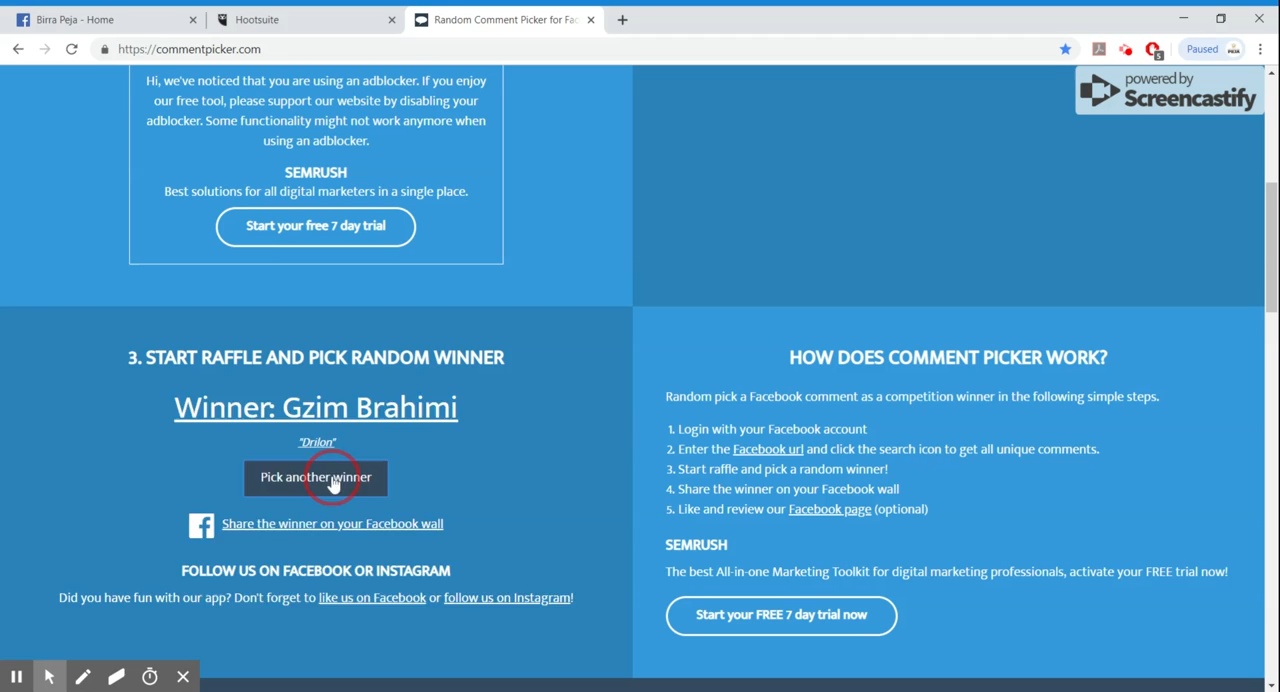 Birra Peja - Home
Hootsuite
Random Comment Picker for Fac
https://commentpicker.com
5
Paused
PEJA
powered by
Screencastify
Hi, we've noticed that you are using an adblocker. If you enjoy
our free tool, please support our website by disabling your
adblocker. Some functionality might not work anymore when
using an adblocker.
SEMRUSH
Best solutions for all digital marketers in a single place.
Start your free 7 day trial
3. START RAFFLE AND PICK RANDOM WINNER
Winner: Gzim Brahimi
"Drilon"
Pick another winner
Share the winner on your Facebook wall
FOLLOW US ON FACEBOOK OR INSTAGRAM
Did you have fun with our app? Don't forget to like us on Facebook or follow us on Instagram!
HOW DOES COMMENT PICKER WORK?
Random pick a Facebook comment as a competition winner in the following simple steps.
1. Login with your Facebook account
2. Enter the Facebook url and click the search icon to get all unique comments.
3. Start raffle and pick a random winner!
4. Share the winner on your Facebook wall
5. Like and review our Facebook page (optional)
SEMRUSH
The best All-in-one Marketing Toolkit for digital marketing professionals, activate your FREE trial now!
Start your FREE 7 day trial now